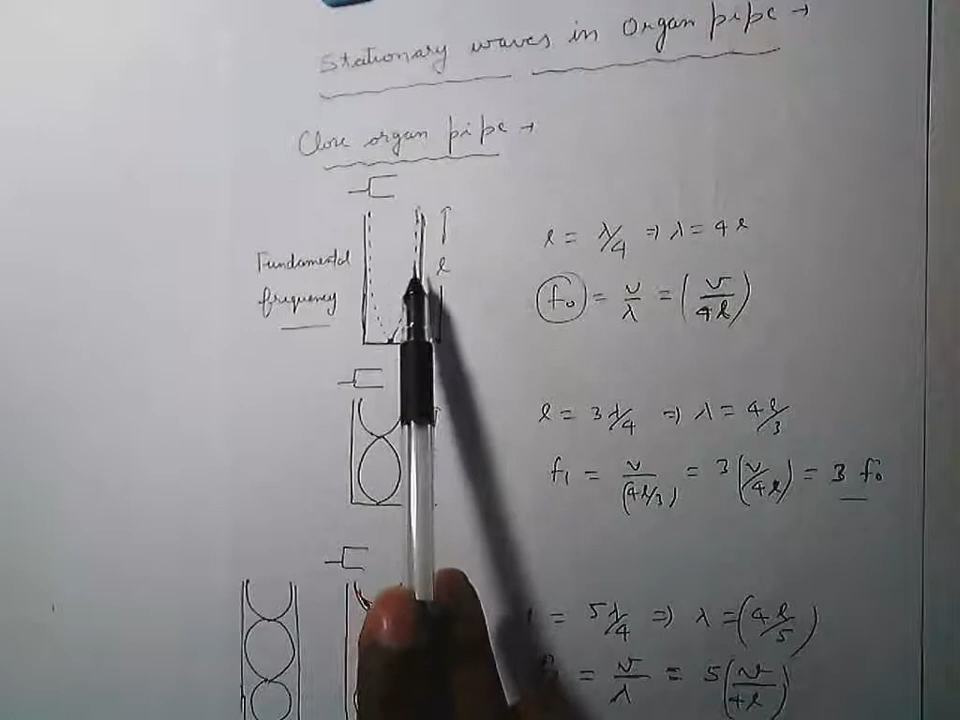 Stationary waves in Organ pipe →
Close organ pipe →
Fundamental
frequency
l
l = λ/4 ⇒ λ = 4l
f₀ = v/λ = (v/4l)
l = 3λ/4 ⇒ λ = 4l/3
f₁ = v/(4l/3) = 3(v/4l) = 3 f₀
= 5λ/4 ⇒ λ = (4l/5)
= v/λ = 5(v/4l)